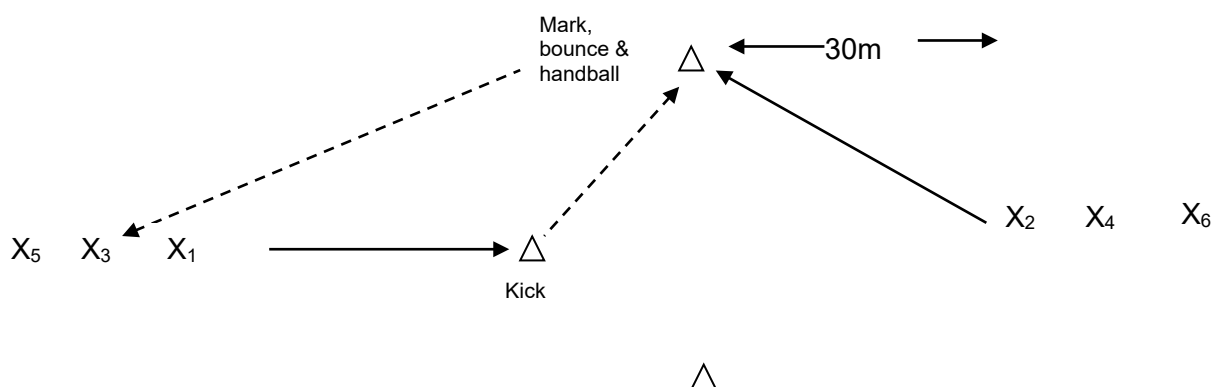 Mark,
bounce &
handball
30m
X₂ X₄ X₆
X₅ X₃ X₁
Kick